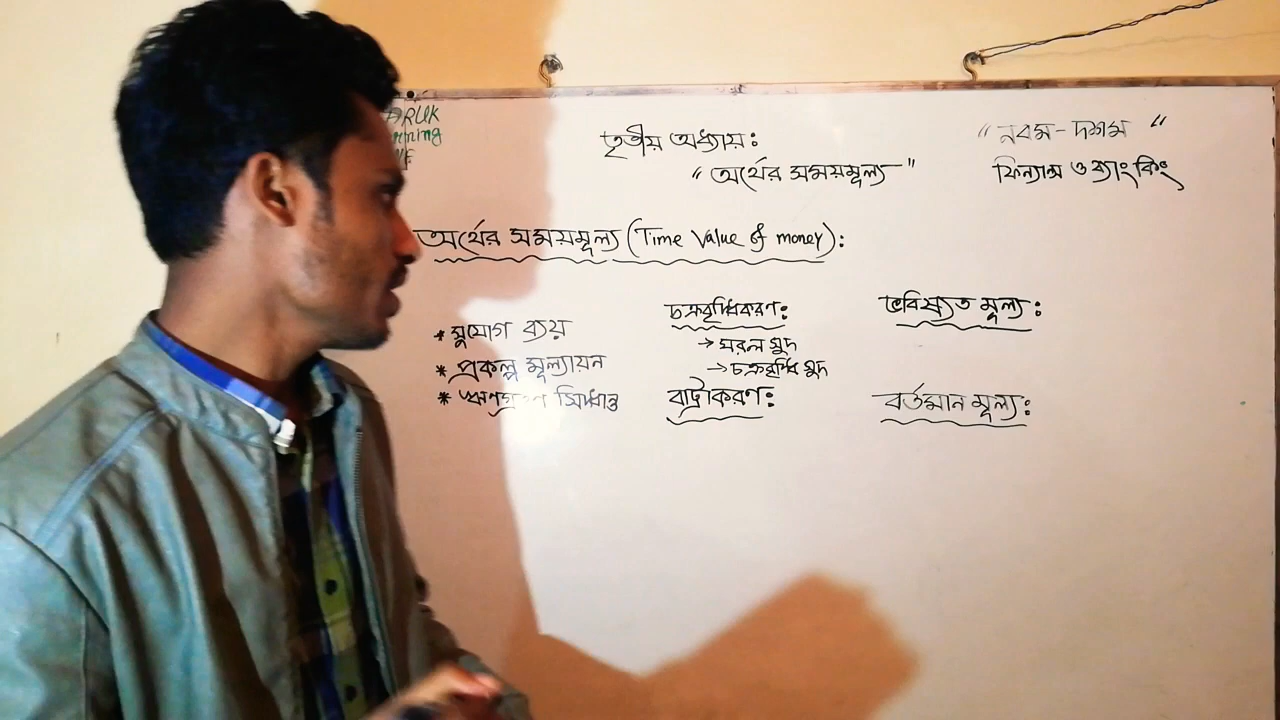 তৃতীয় অধ্যায়:
"অর্থের সময়মূল্য"
"নবম-দশম"
ফিন্যান্স ও ব্যাংকিং
অর্থের সময়মূল্য (Time Value of money):
* সুযোগ ব্যয়
* প্রকল্প মূল্যায়ন
* ঋণগ্রহণ সিদ্ধান্ত
চক্রবৃদ্ধিকরণ:
→ সরল সুদ
→ চক্রবৃদ্ধি সুদ
বাট্টাকরণ:
ভবিষ্যত মূল্য:
বর্তমান মূল্য: